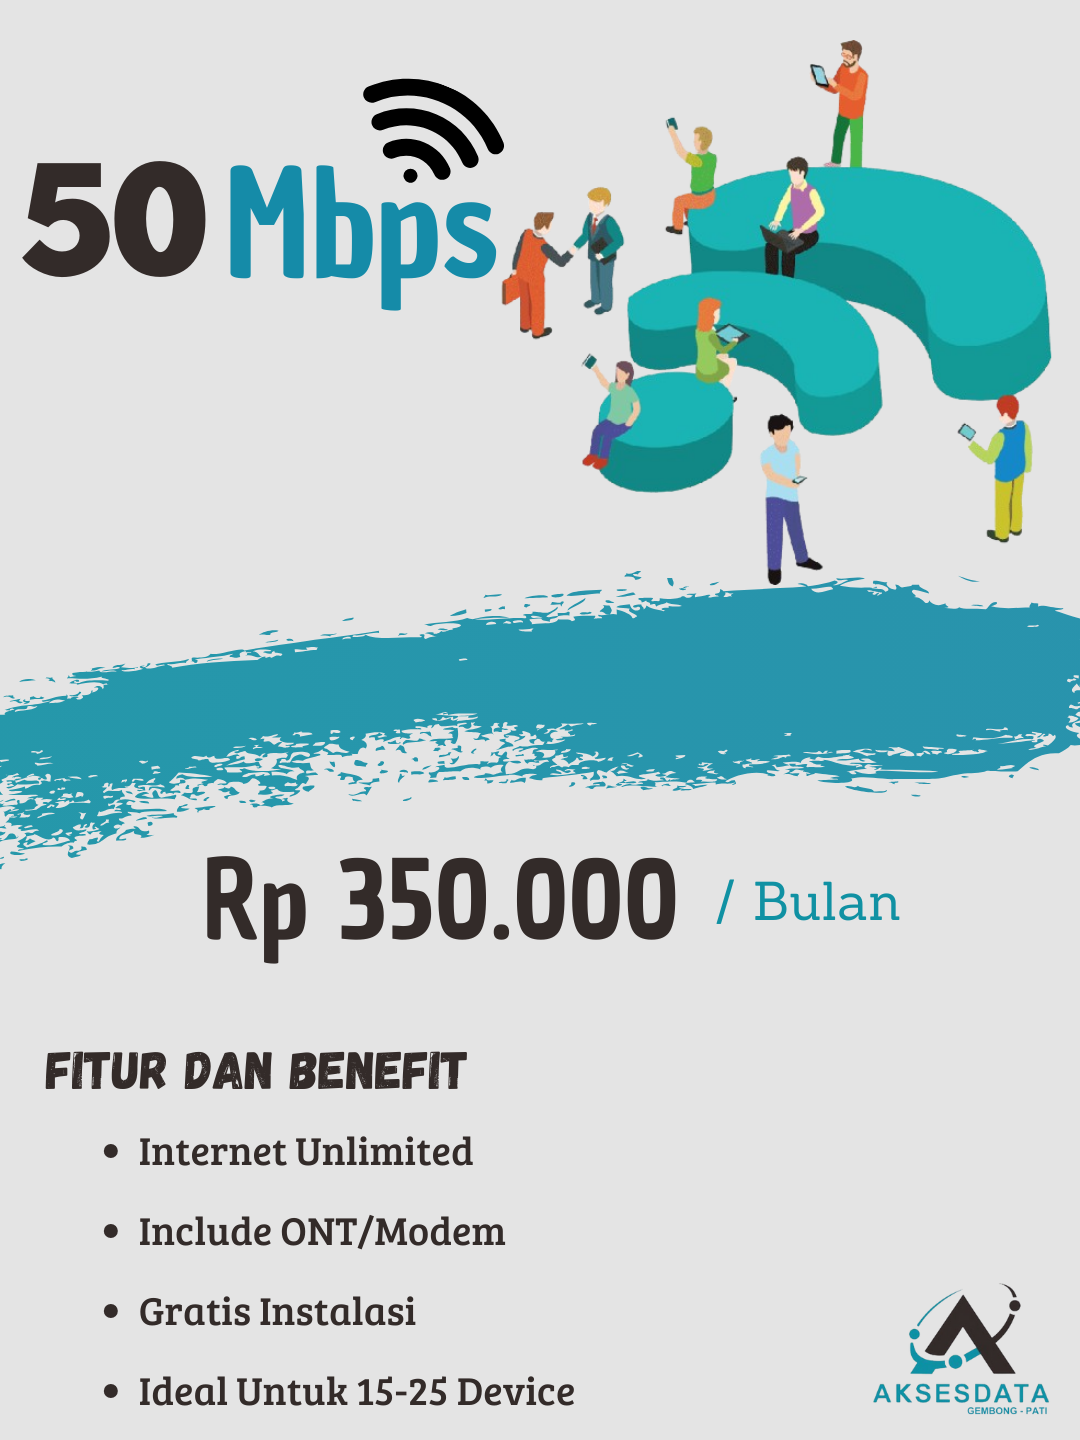 50 Mbps
Rp 350.000 / Bulan
FITUR DAN BENEFIT
• Internet Unlimited
• Include ONT/Modem
• Gratis Instalasi
• Ideal Untuk 15-25 Device
AKSESDATA
GEMBONG - PATI